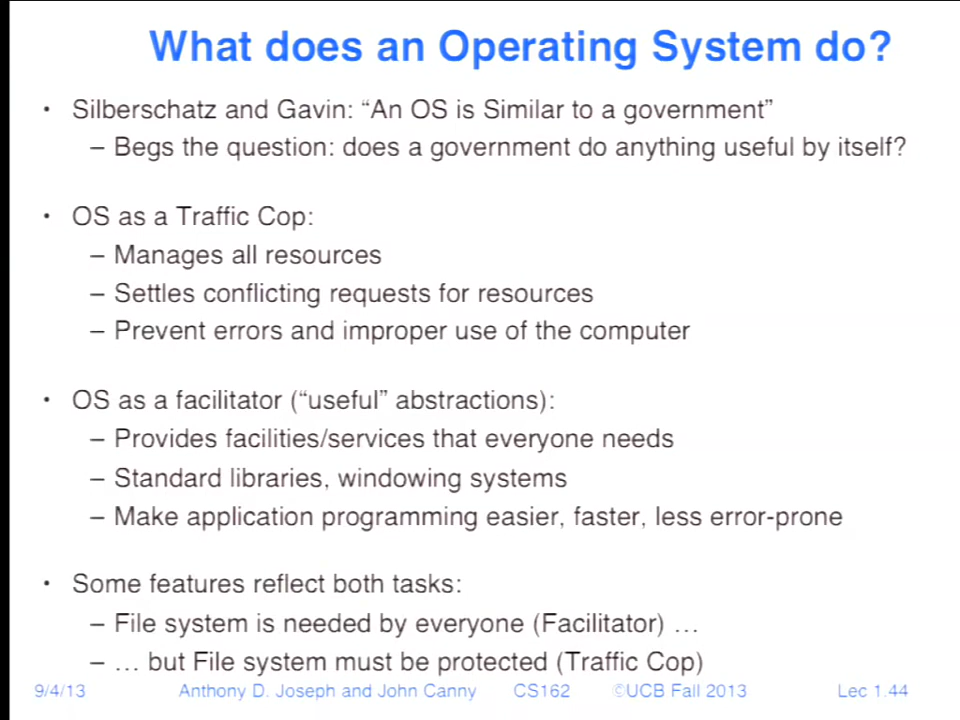 What does an Operating System do?
• Silberschatz and Gavin: “An OS is Similar to a government”
– Begs the question: does a government do anything useful by itself?
• OS as a Traffic Cop:
– Manages all resources
– Settles conflicting requests for resources
– Prevent errors and improper use of the computer
• OS as a facilitator (“useful” abstractions):
– Provides facilities/services that everyone needs
– Standard libraries, windowing systems
– Make application programming easier, faster, less error-prone
• Some features reflect both tasks:
– File system is needed by everyone (Facilitator) …
– … but File system must be protected (Traffic Cop)
9/4/13 Anthony D. Joseph and John Canny CS162 ©UCB Fall 2013 Lec 1.44